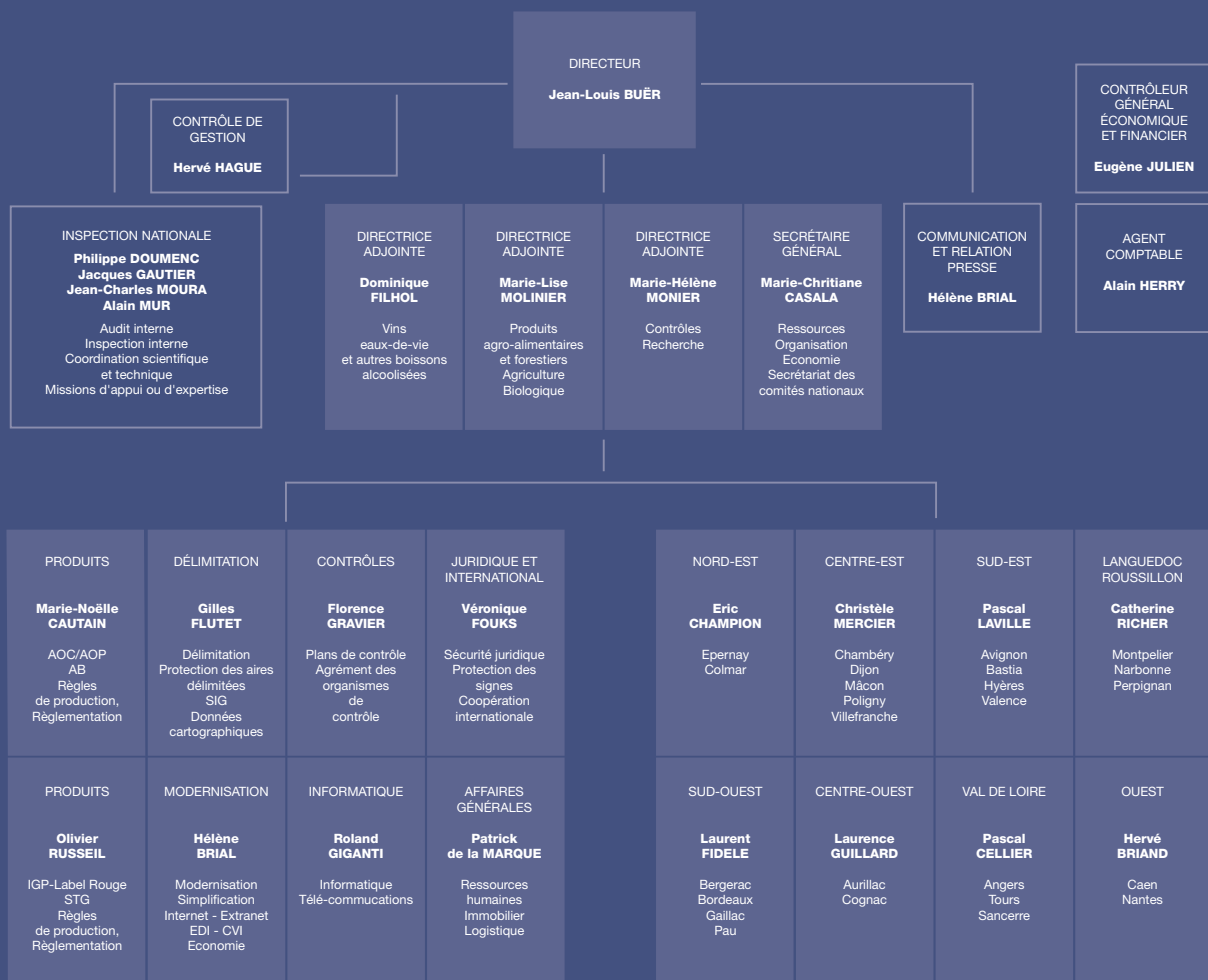 DIRECTEUR
Jean-Louis BUËR
CONTRÔLE DE
GESTION
Hervé HAGUE
CONTRÔLEUR
GÉNÉRAL
ÉCONOMIQUE
ET FINANCIER
Eugène JULIEN
INSPECTION NATIONALE
Philippe DOUMENC
Jacques GAUTIER
Jean-Charles MOURA
Alain MUR
Audit interne
Inspection interne
Coordination scientifique
et technique
Missions d'appui ou d'expertise
DIRECTRICE
ADJOINTE
Dominique
FILHOL
Vins
eaux-de-vie
et autres boissons
alcoolisées
DIRECTRICE
ADJOINTE
Marie-Lise
MOLINIER
Produits
agro-alimentaires
et forestiers
Agriculture
Biologique
DIRECTRICE
ADJOINTE
Marie-Hélène
MONIER
Contrôles
Recherche
SECRÉTAIRE
GÉNÉRAL
Marie-Chritiane
CASALA
Ressources
Organisation
Economie
Secrétariat des
comités nationaux
COMMUNICATION
ET RELATION
PRESSE
Hélène BRIAL
AGENT
COMPTABLE
Alain HERRY
PRODUITS
Marie-Noëlle
CAUTAIN
AOC/AOP
AB
Règles
de production,
Règlementation
DÉLIMITATION
Gilles
FLUTET
Délimitation
Protection des aires
délimitées
SIG
Données
cartographiques
CONTRÔLES
Florence
GRAVIER
Plans de contrôle
Agrément des
organismes
de
contrôle
JURIDIQUE ET
INTERNATIONAL
Véronique
FOUKS
Sécurité juridique
Protection des
signes
Coopération
internationale
NORD-EST
Eric
CHAMPION
Epernay
Colmar
CENTRE-EST
Christèle
MERCIER
Chambéry
Dijon
Mâcon
Poligny
Villefranche
SUD-EST
Pascal
LAVILLE
Avignon
Bastia
Hyères
Valence
LANGUEDOC
ROUSSILLON
Catherine
RICHER
Montpelier
Narbonne
Perpignan
PRODUITS
Olivier
RUSSEIL
IGP-Label Rouge
STG
Règles
de production,
Règlementation
MODERNISATION
Hélène
BRIAL
Modernisation
Simplification
Internet - Extranet
EDI - CVI
Economie
INFORMATIQUE
Roland
GIGANTI
Informatique
Télé-commucations
AFFAIRES
GÉNÉRALES
Patrick
de la MARQUE
Ressources
humaines
Immobilier
Logistique
SUD-OUEST
Laurent
FIDELE
Bergerac
Bordeaux
Gaillac
Pau
CENTRE-OUEST
Laurence
GUILLARD
Aurillac
Cognac
VAL DE LOIRE
Pascal
CELLIER
Angers
Tours
Sancerre
OUEST
Hervé
BRIAND
Caen
Nantes